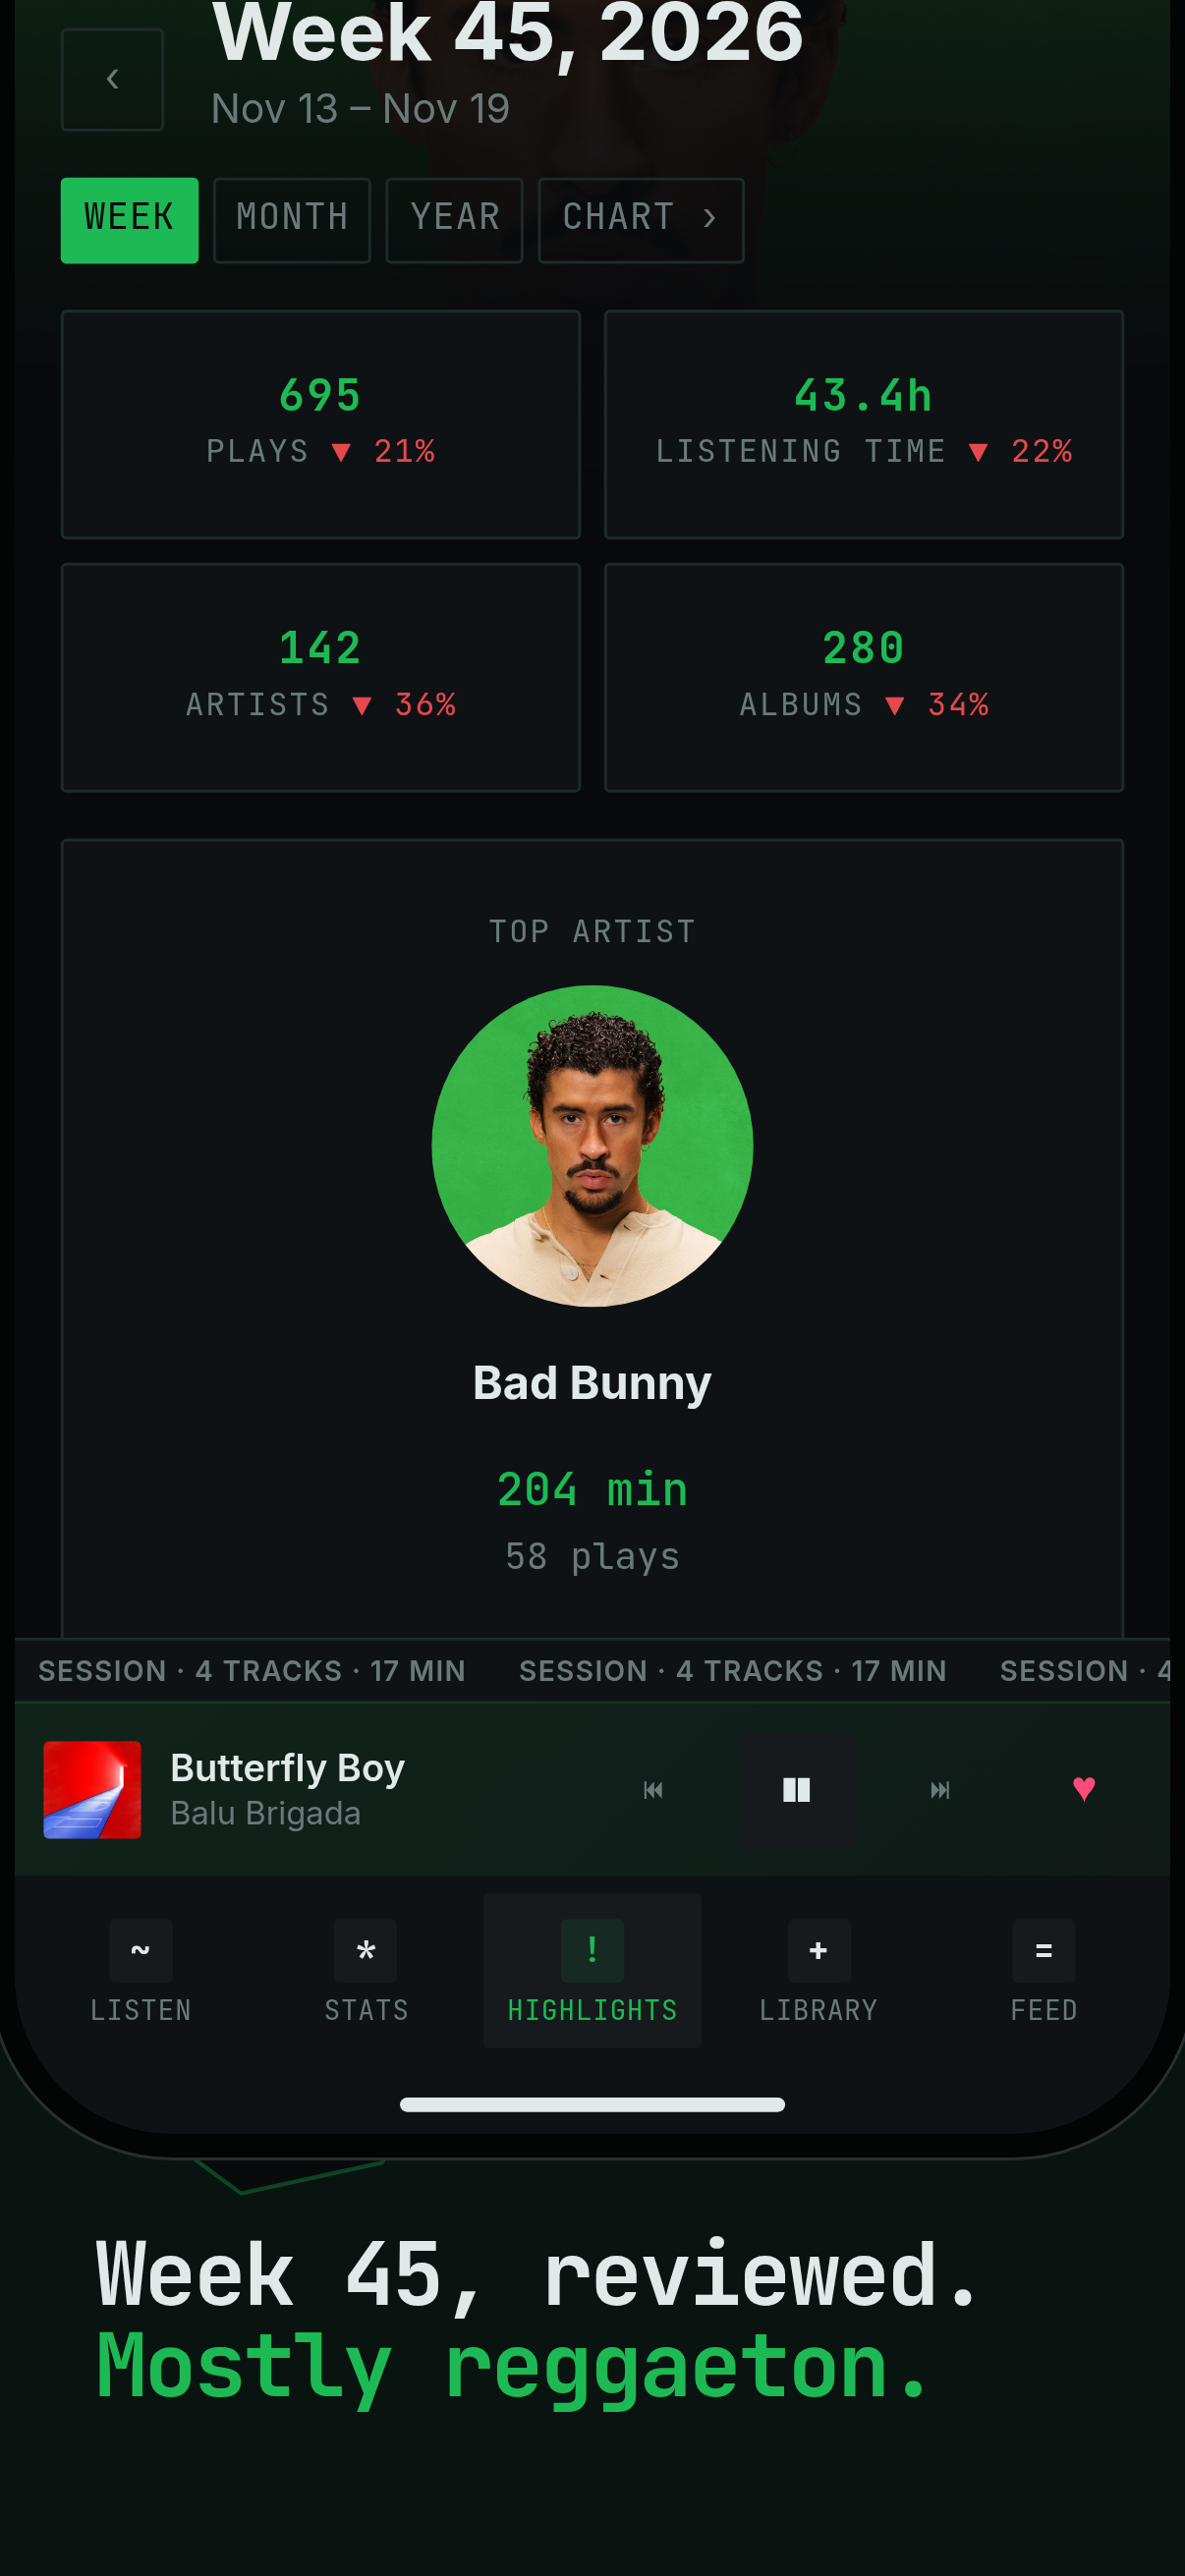 Week 45, 2026
‹
Nov 13 – Nov 19
WEEK MONTH YEAR CHART ›
695
PLAYS ▼ 21%
43.4h
LISTENING TIME ▼ 22%
142
ARTISTS ▼ 36%
280
ALBUMS ▼ 34%
TOP ARTIST
Bad Bunny
204 min
58 plays
SESSION · 4 TRACKS · 17 MIN SESSION · 4 TRACKS · 17 MIN SESSION · 4
Butterfly Boy
Balu Brigada
~ * ! + =
LISTEN STATS HIGHLIGHTS LIBRARY FEED
Week 45, reviewed.
Mostly reggaeton.